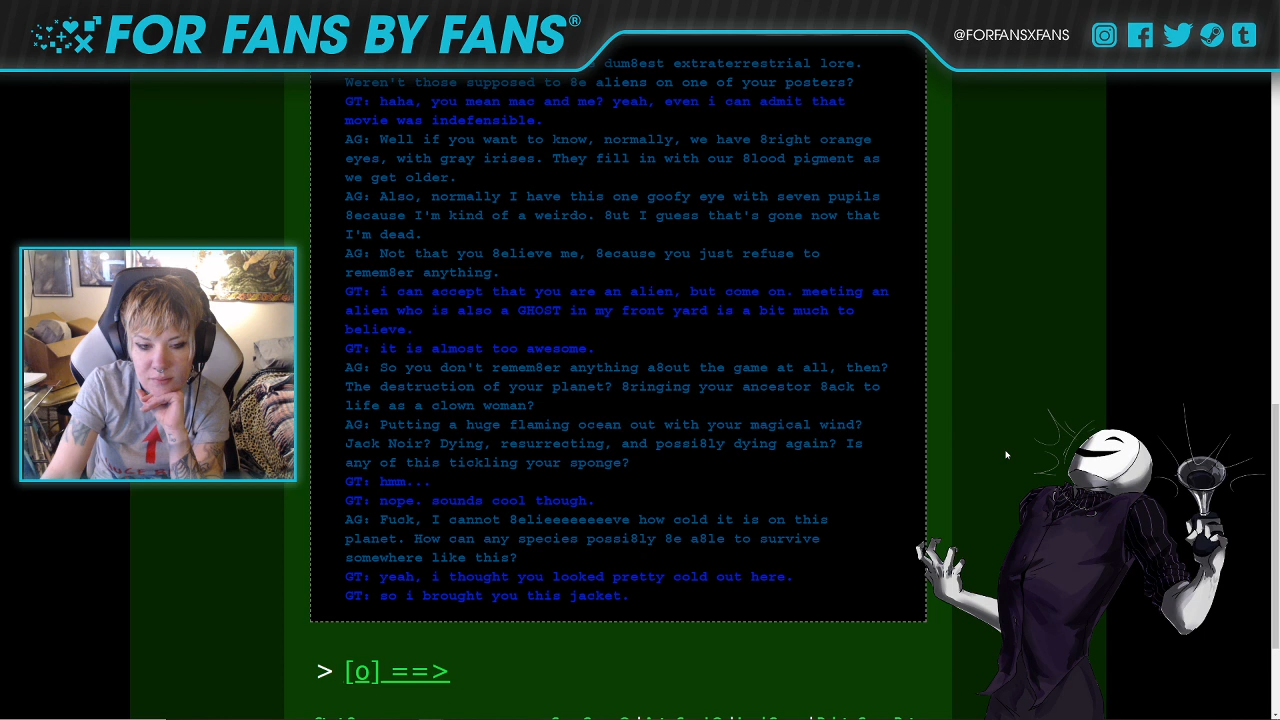 FOR FANS BY FANS®
@FORFANSXFANS
dum8est extraterrestrial lore.
Weren't those supposed to 8e aliens on one of your posters?
GT: haha, you mean mac and me? yeah, even i can admit that
movie was indefensible.
AG: Well if you want to know, normally, we have 8right orange
eyes, with gray irises. They fill in with our 8lood pigment as
we get older.
AG: Also, normally I have this one goofy eye with seven pupils
8ecause I'm kind of a weirdo. 8ut I guess that's gone now that
I'm dead.
AG: Not that you 8elieve me, 8ecause you just refuse to
remem8er anything.
GT: i can accept that you are an alien, but come on. meeting an
alien who is also a GHOST in my front yard is a bit much to
believe.
GT: it is almost too awesome.
AG: So you don't remem8er anything a8out the game at all, then?
The destruction of your planet? 8ringing your ancestor 8ack to
life as a clown woman?
AG: Putting a huge flaming ocean out with your magical wind?
Jack Noir? Dying, resurrecting, and possi8ly dying again? Is
any of this tickling your sponge?
GT: hmm...
GT: nope. sounds cool though.
AG: Fuck, I cannot 8elieeeeeeeeve how cold it is on this
planet. How can any species possi8ly 8e a8le to survive
somewhere like this?
GT: yeah, i thought you looked pretty cold out here.
GT: so i brought you this jacket.
> [o] ==>